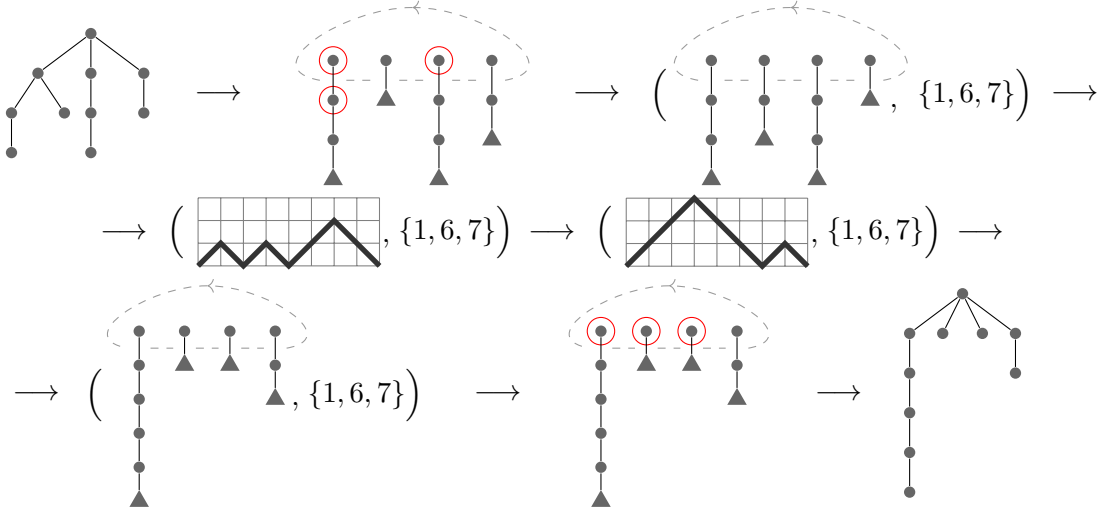 ⟶ ⟶ ( , {1, 6, 7}) ⟶
⟶ ( , {1, 6, 7}) ⟶ ( , {1, 6, 7}) ⟶
⟶ ( , {1, 6, 7}) ⟶ ⟶